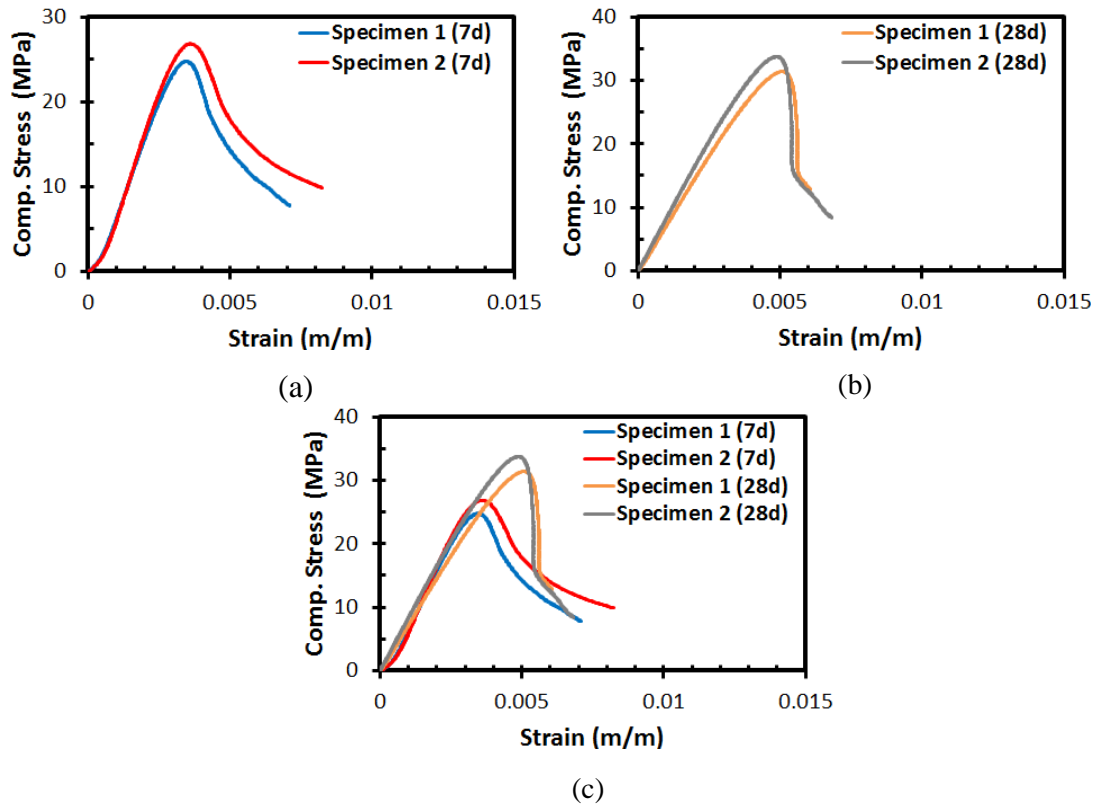 30
20
10
0
Comp. Stress (MPa)
Specimen 1 (7d)
Specimen 2 (7d)
0 0.005 0.01 0.015
Strain (m/m)
(a)
40
30
20
10
0
Comp. Stress (MPa)
Specimen 1 (28d)
Specimen 2 (28d)
0 0.005 0.01 0.015
Strain (m/m)
(b)
40
30
20
10
0
Comp. Stress (MPa)
Specimen 1 (7d)
Specimen 2 (7d)
Specimen 1 (28d)
Specimen 2 (28d)
0 0.005 0.01 0.015
Strain (m/m)
(c)